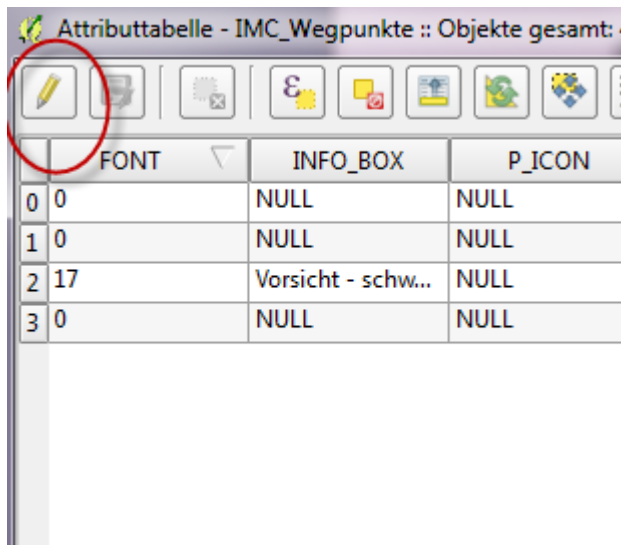 Attributtabelle - IMC_Wegpunkte :: Objekte gesamt:
ε
FONT INFO_BOX P_ICON
0 0 NULL NULL
1 0 NULL NULL
2 17 Vorsicht - schw... NULL
3 0 NULL NULL